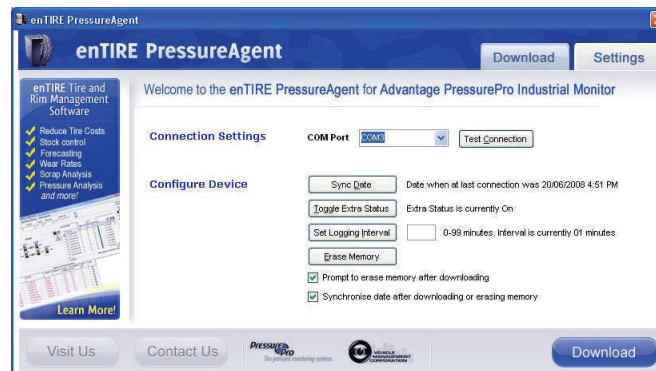 enTIRE PressureAgent
enTIRE PressureAgent
Download
Settings
enTIRE Tire and
Rim Management
Software
Reduce Tire Costs
Stock control
Forecasting
Wear Rates
Scrap Analysis
Pressure Analysis
and more!
Learn More!
Welcome to the enTIRE PressureAgent for Advantage PressurePro Industrial Monitor
Connection Settings
COM Port
COM3
Test Connection
Configure Device
Sync Date
Date when at last connection was 20/06/2008 4:51 PM
Toggle Extra Status
Extra Status is currently On
Set Logging Interval
0-99 minutes. Interval is currently 01 minutes
Erase Memory
Prompt to erase memory after downloading
Synchronise date after downloading or erasing memory
Visit Us
Contact Us
PressurePro
VEHICLE
MANAGEMENT
CORPORATION
Download